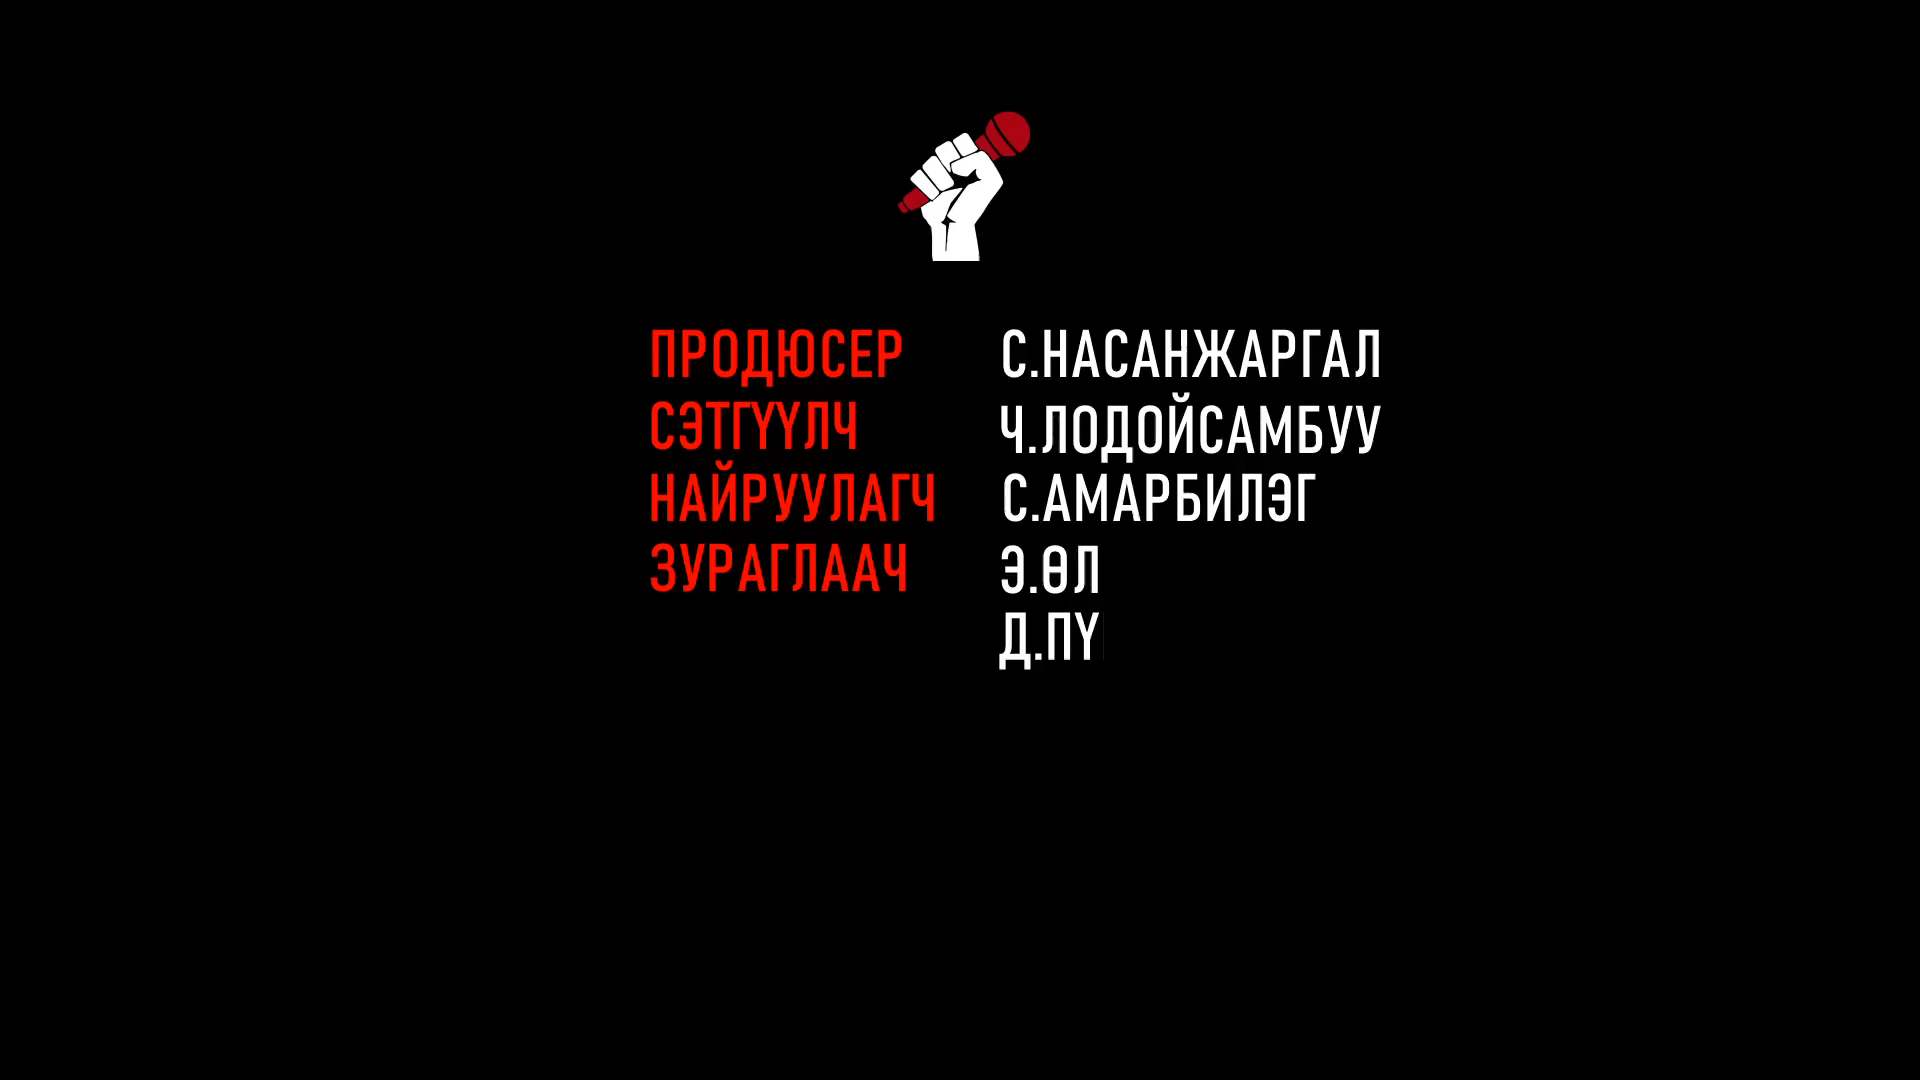 ПРОДЮСЕР С.НАСАНЖАРГАЛ
СЭТГҮҮЛЧ Ч.ЛОДОЙСАМБУУ
НАЙРУУЛАГЧ С.АМАРБИЛЭГ
ЗУРАГЛААЧ Э.ӨЛ
Д.ПҮ